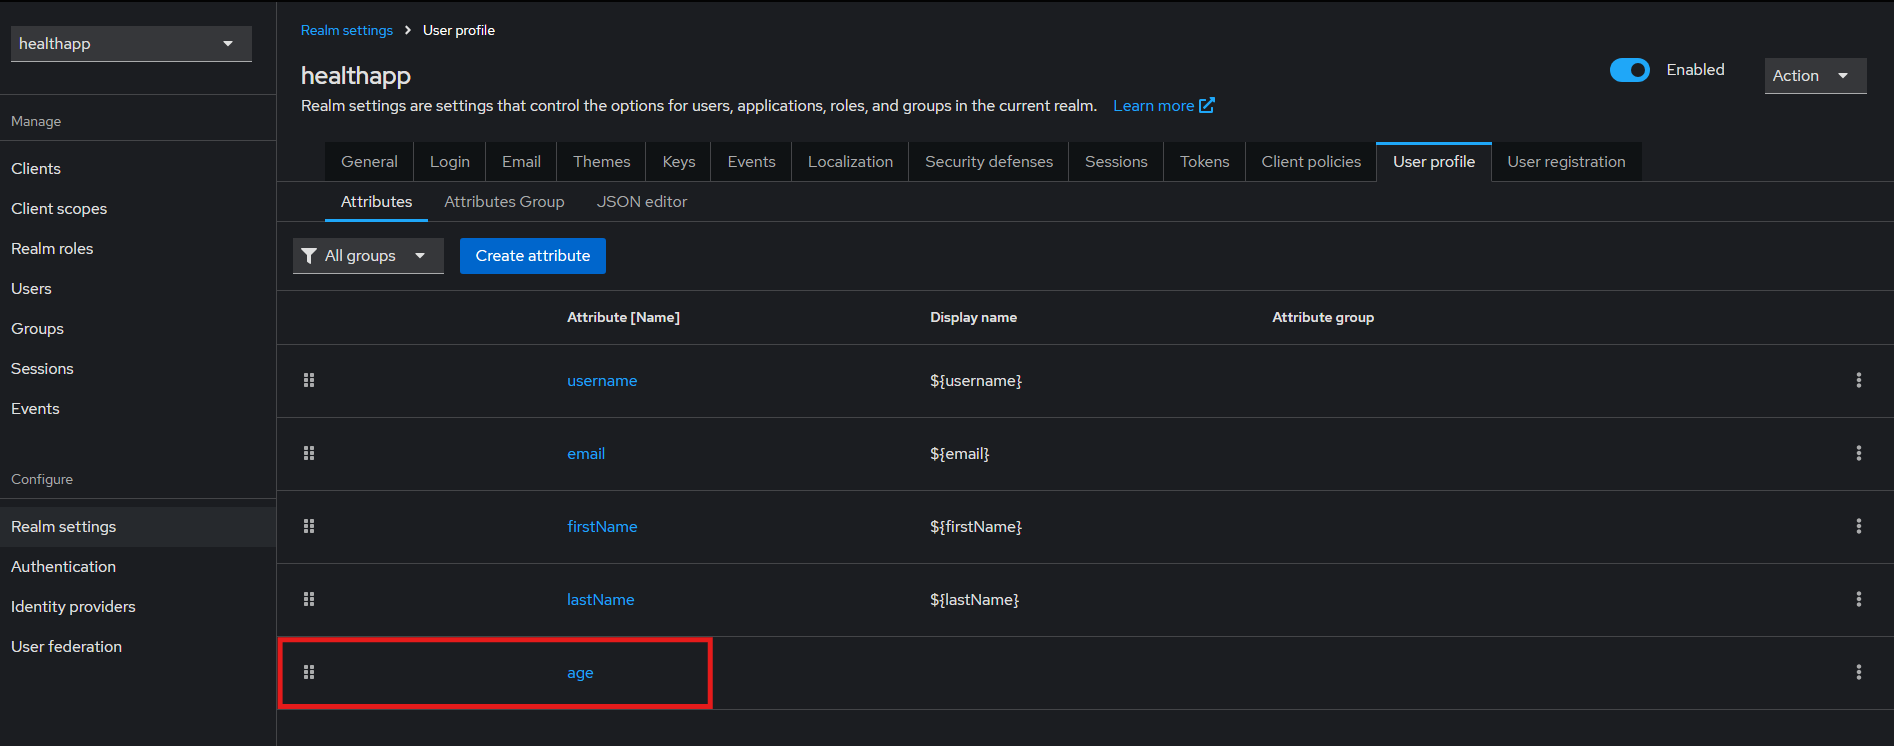 healthapp
Manage
Clients
Client scopes
Realm roles
Users
Groups
Sessions
Events
Configure
Realm settings
Authentication
Identity providers
User federation
Realm settings > User profile
healthapp
Enabled
Action
Realm settings are settings that control the options for users, applications, roles, and groups in the current realm. Learn more
General Login Email Themes Keys Events Localization Security defenses Sessions Tokens Client policies User profile User registration
Attributes Attributes Group JSON editor
All groups Create attribute
Attribute [Name] Display name Attribute group
username ${username}
email ${email}
firstName ${firstName}
lastName ${lastName}
age